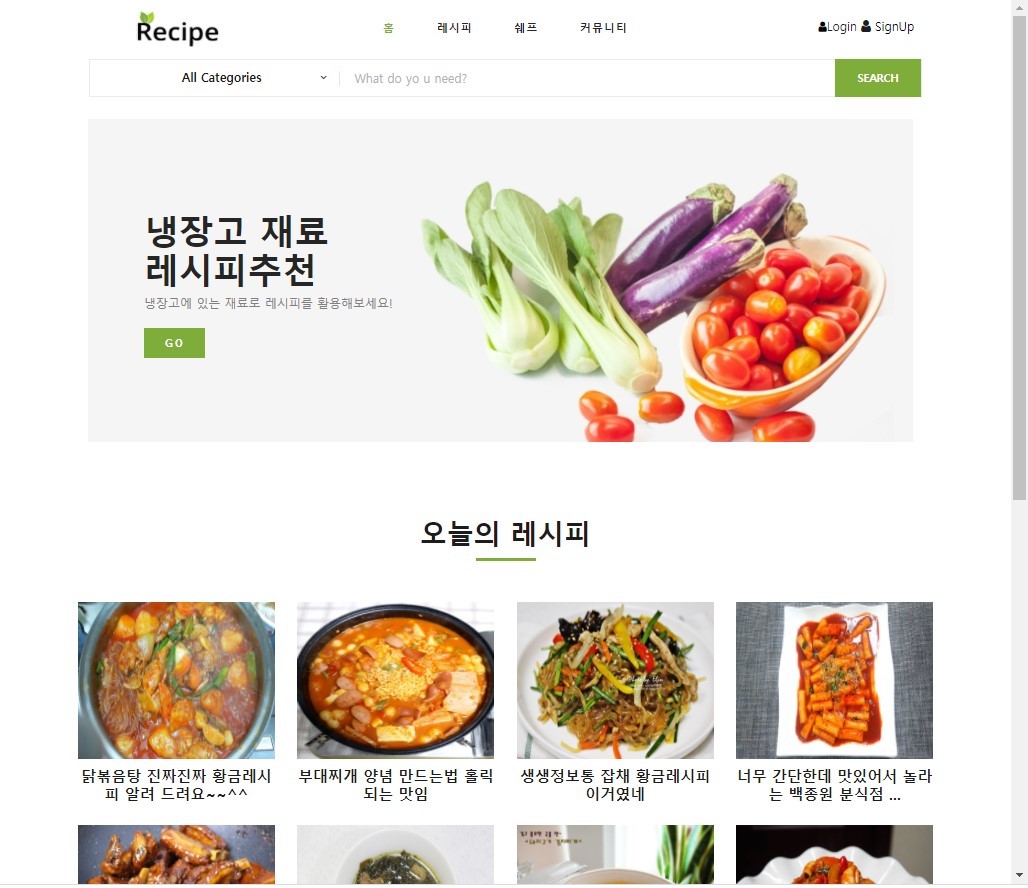 Recipe
홈 레시피 쉐프 커뮤니티
Login SignUp
All Categories
What do yo u need?
SEARCH
냉장고 재료
레시피추천
냉장고에 있는 재료로 레시피를 활용해보세요!
GO
오늘의 레시피
닭볶음탕 진짜진짜 황금레시
피 알려 드려요~~^^
부대찌개 양념 만드는법 홀릭
되는 맛임
생생정보통 잡채 황금레시피
이거였네
너무 간단한데 맛있어서 놀라
는 백종원 분식점 ...